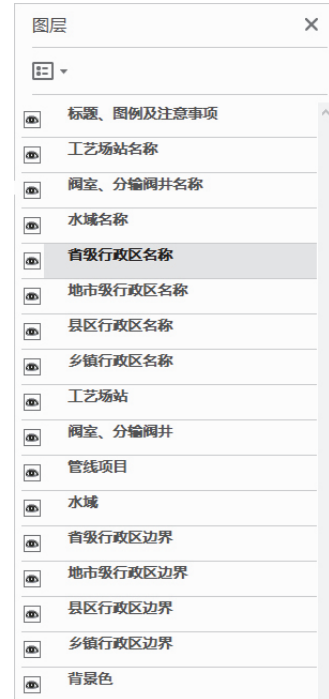 图层
标题、图例及注意事项
工艺场站名称
阀室、分输阀井名称
水域名称
省级行政区名称
地市级行政区名称
县区行政区名称
乡镇行政区名称
工艺场站
阀室、分输阀井
管线项目
水域
省级行政区边界
地市级行政区边界
县区行政区边界
乡镇行政区边界
背景色